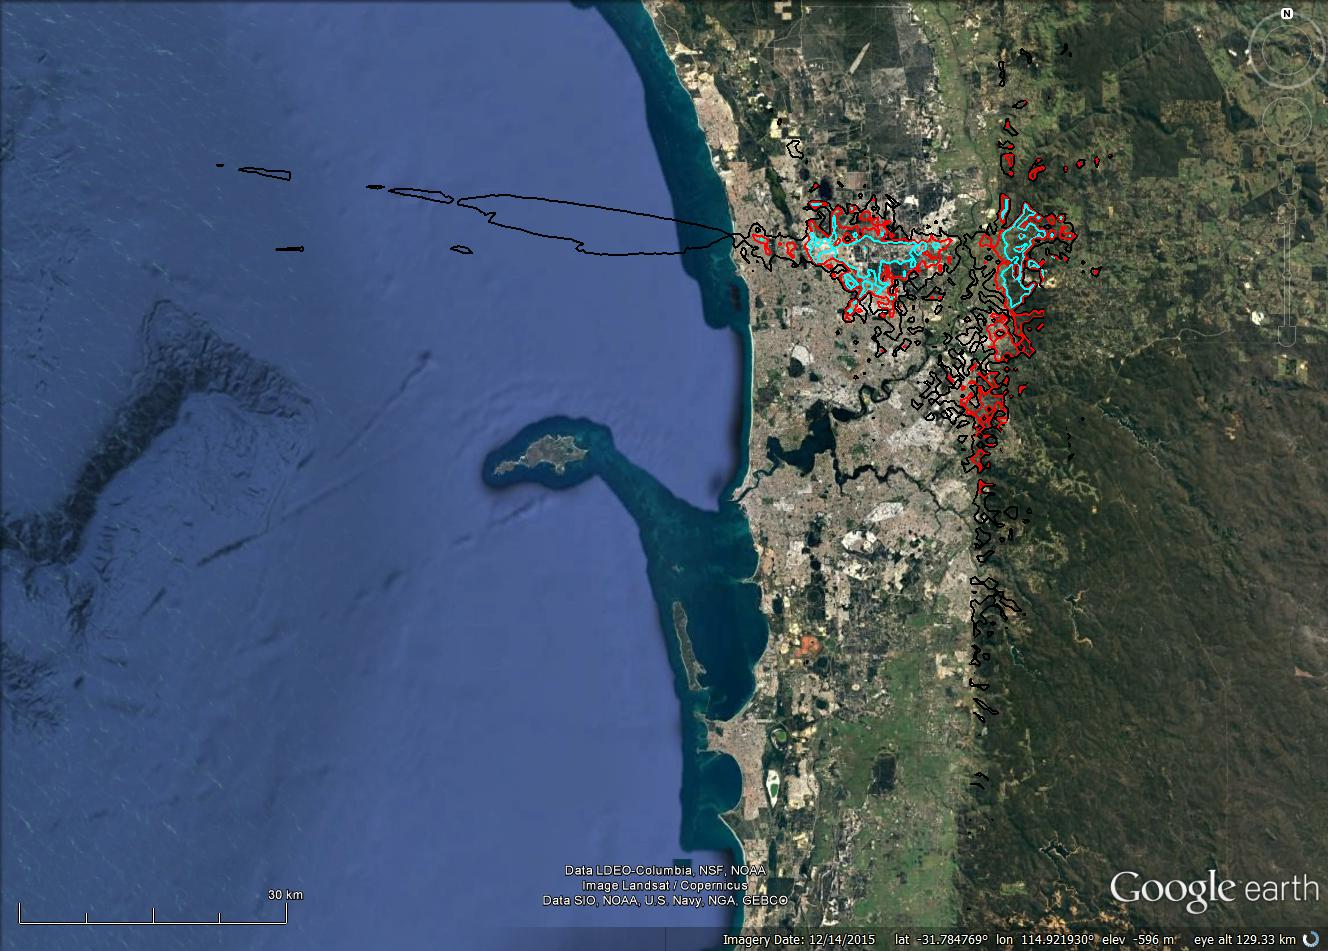 N
30 km
Data LDEO-Columbia, NSF, NOAA
Image Landsat / Copernicus
Data SIO, NOAA, U.S. Navy, NGA, GEBCO
Google earth
Imagery Date: 12/14/2015 lat -31.784769° lon 114.921930° elev -596 m eye alt 129.33 km